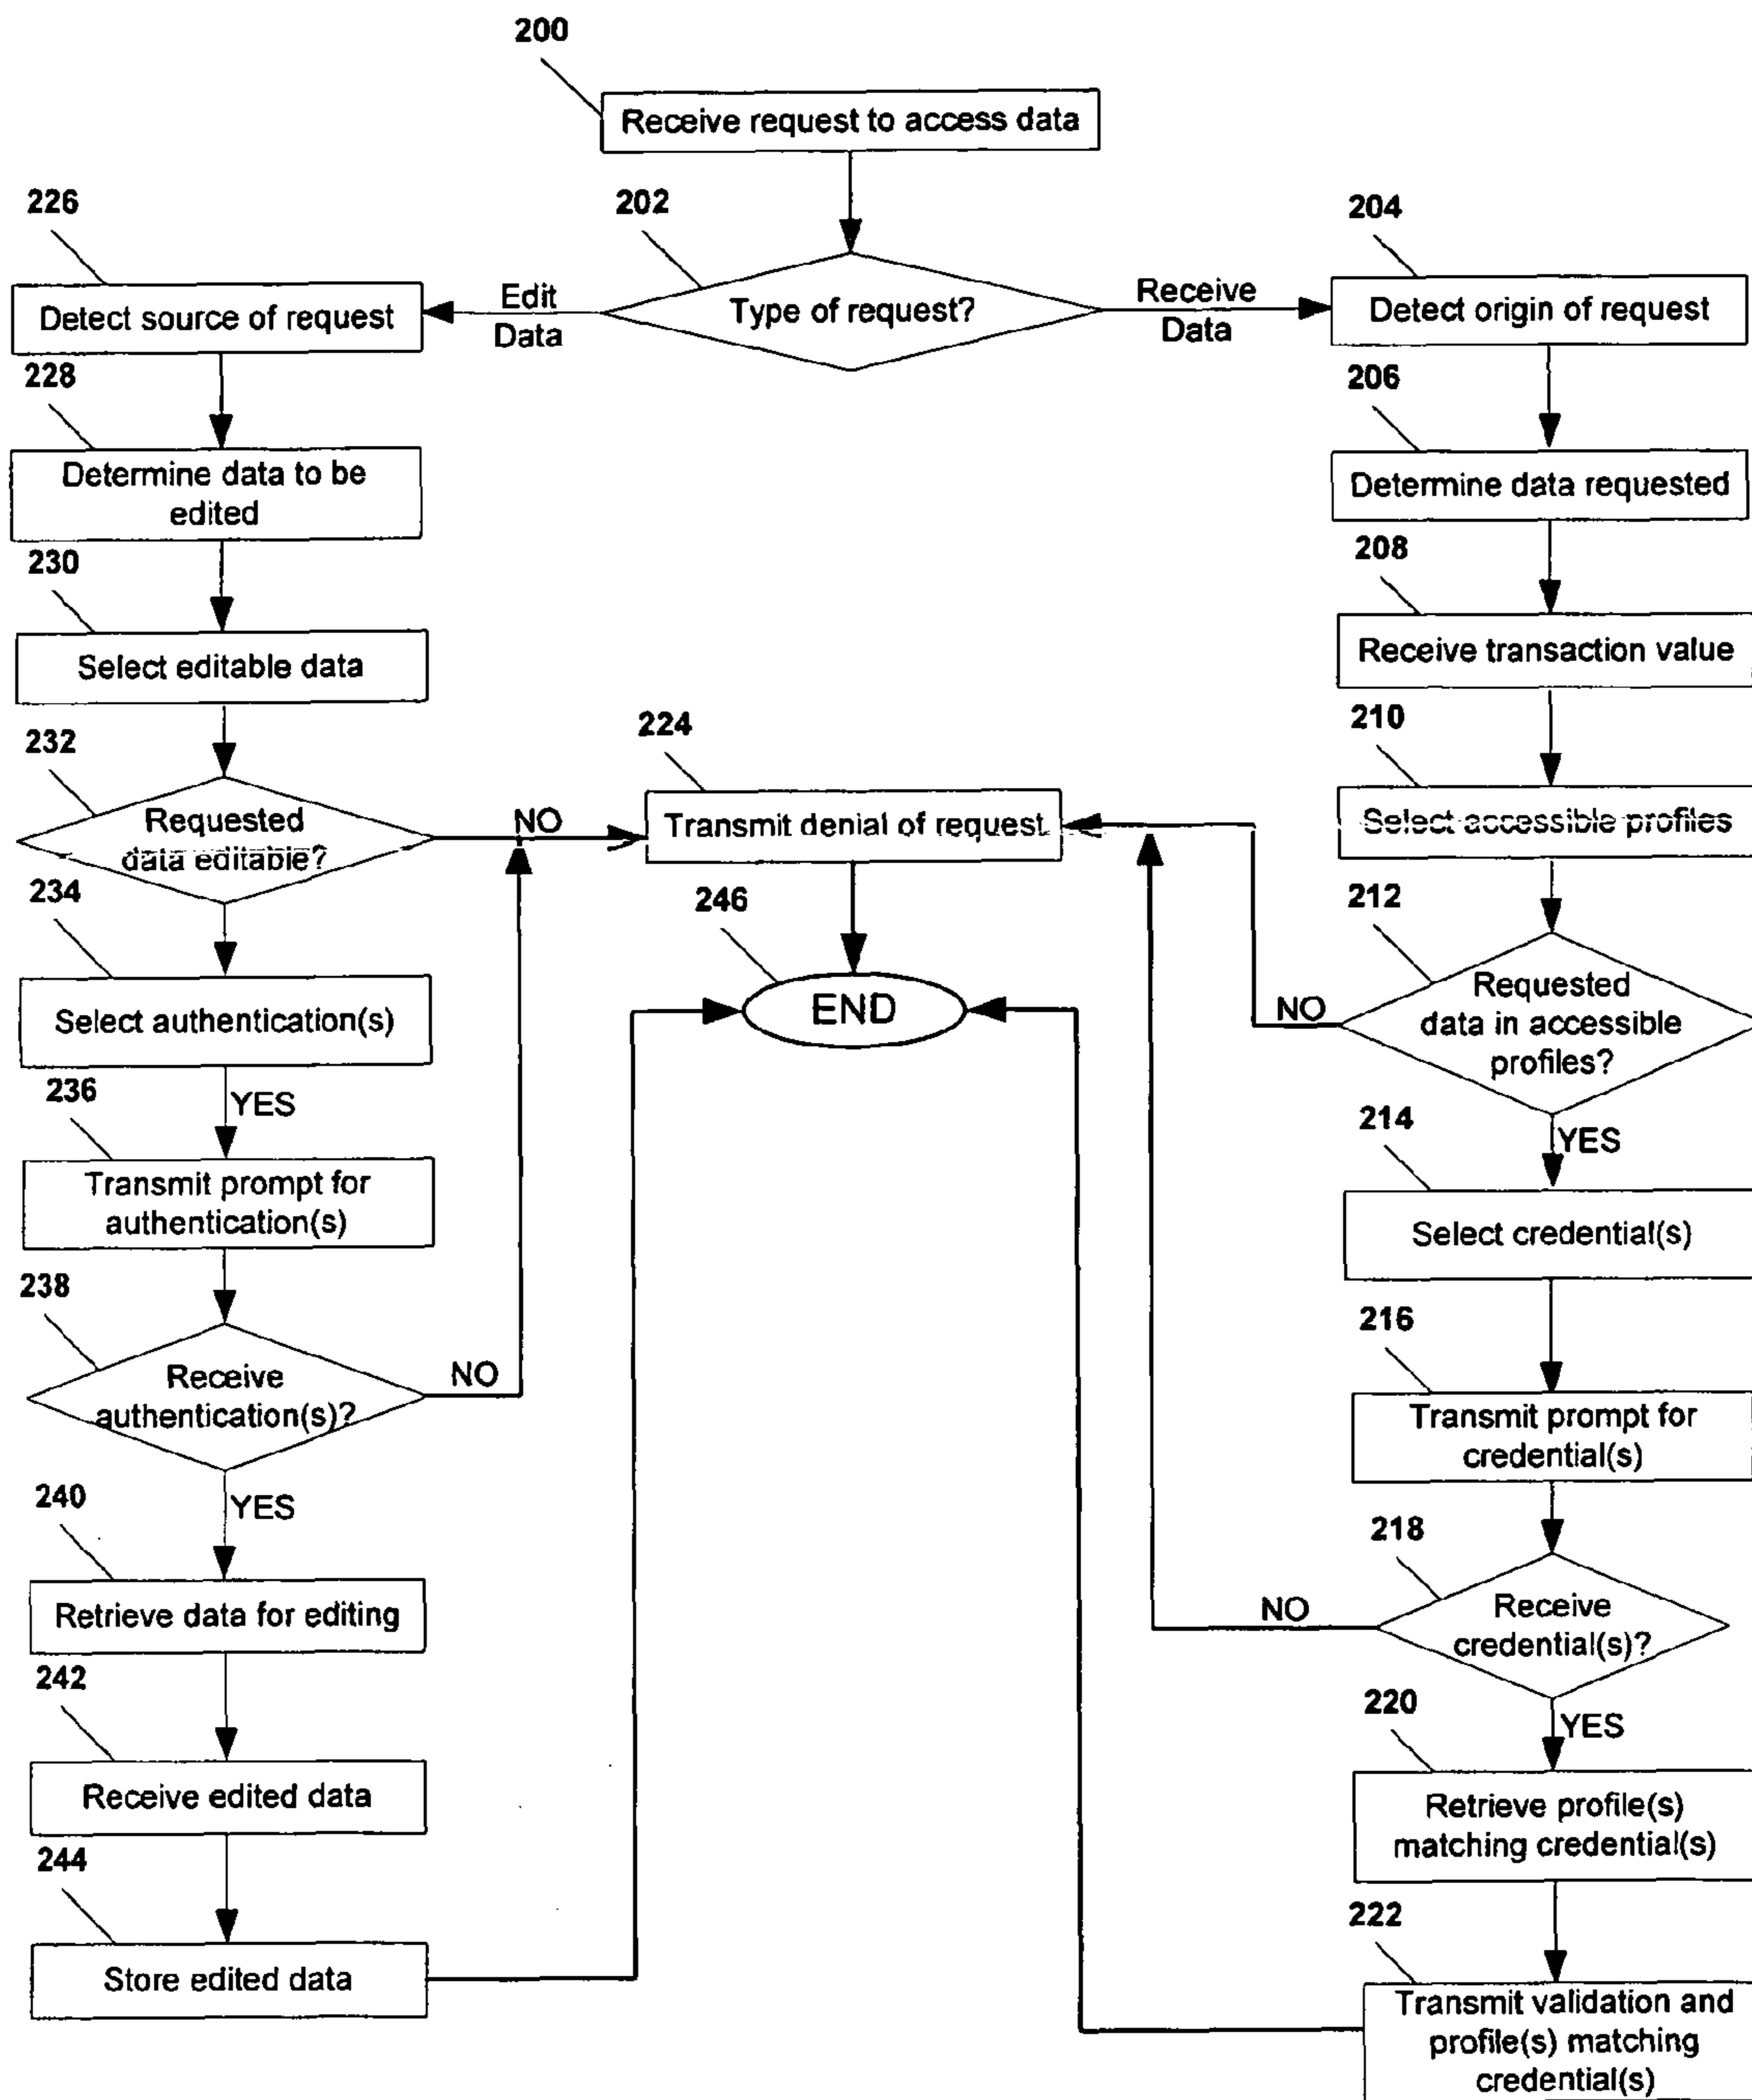 200
Receive request to access data
226
202
204
Detect source of request
Edit
Data
Type of request?
Receive
Data
Detect origin of request
228
206
Determine data to be
edited
Determine data requested
230
208
Select editable data
Receive transaction value
232
224
210
Requested
data editable?
NO
Transmit denial of request
Select accessible profiles
234
246
212
Select authentication(s)
END
NO
Requested
data in accessible
profiles?
236
YES
214
YES
Transmit prompt for
authentication(s)
Select credential(s)
238
216
Receive
authentication(s)?
NO
Transmit prompt for
credential(s)
240
YES
218
Retrieve data for editing
NO
Receive
credential(s)?
242
220
YES
Receive edited data
Retrieve profile(s)
matching credential(s)
244
222
Store edited data
Transmit validation and
profile(s) matching
credential(s)